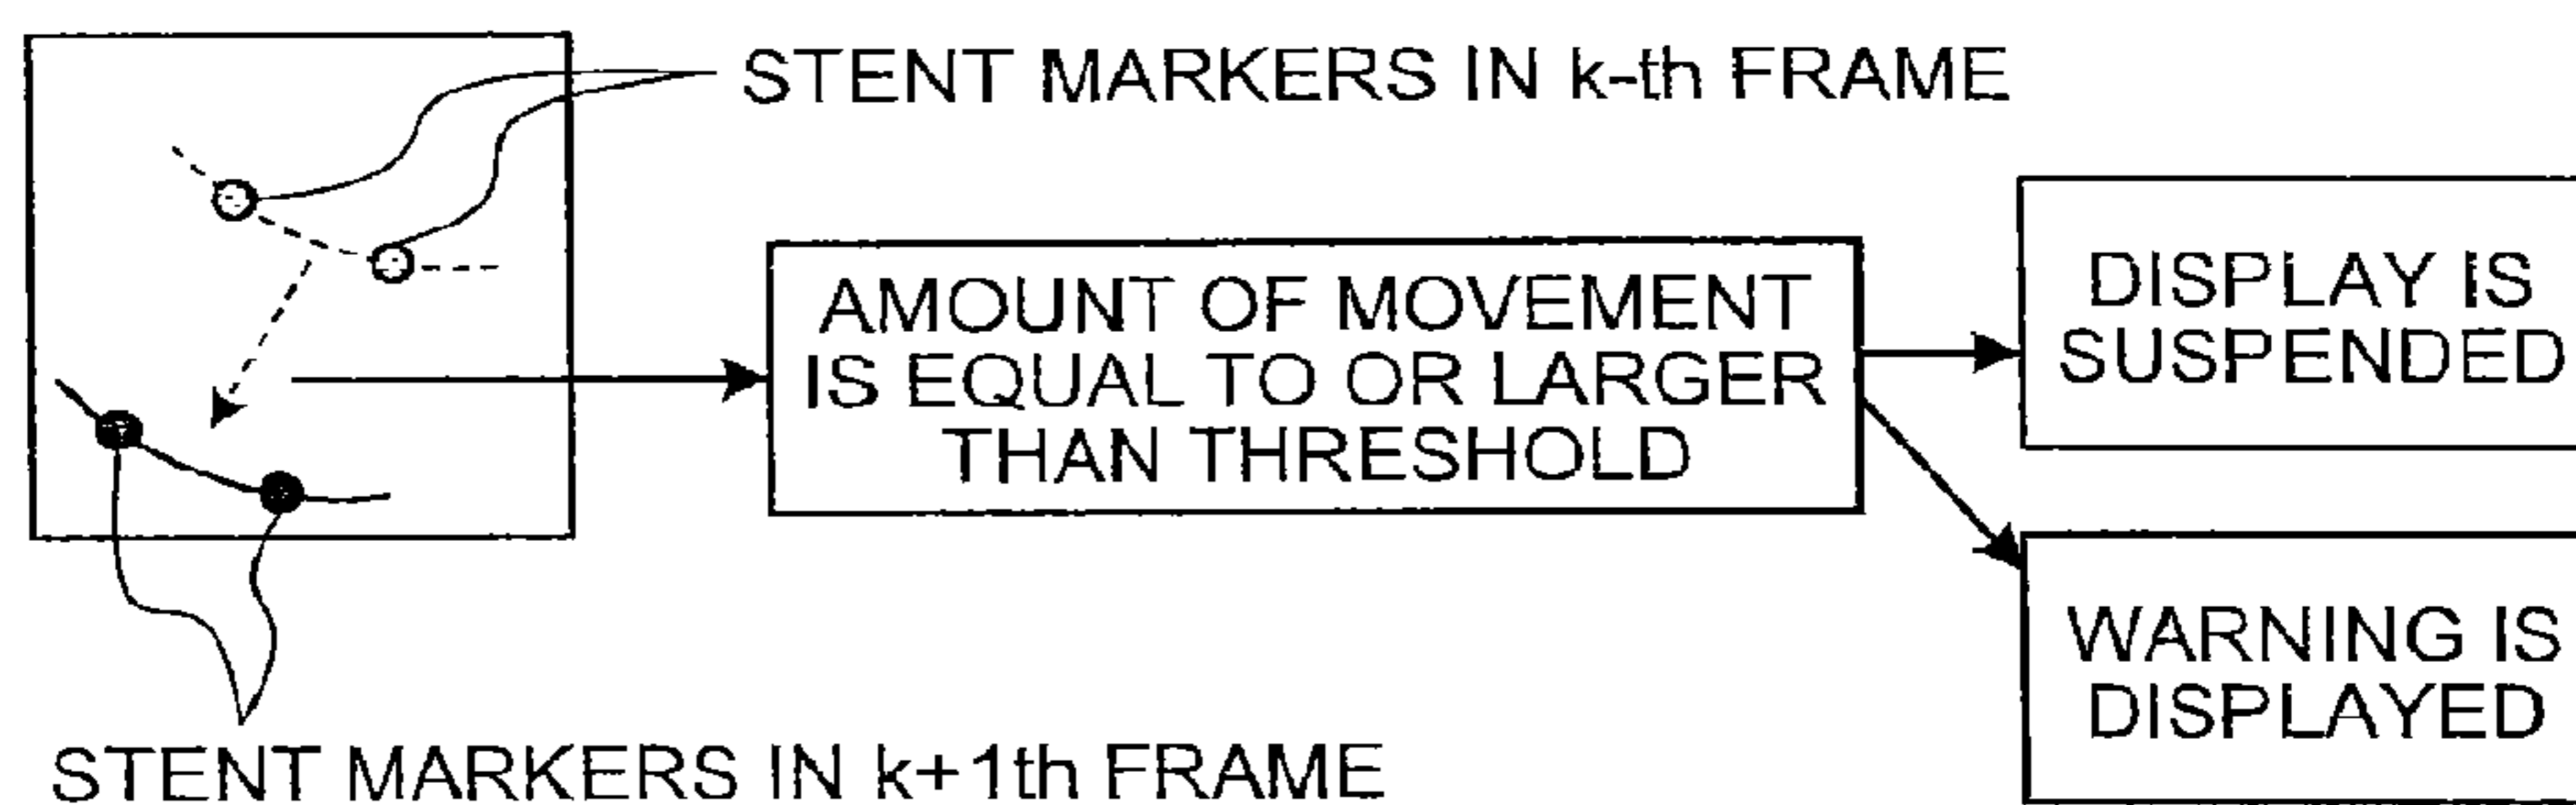 STENT MARKERS IN k-th FRAME
AMOUNT OF MOVEMENT
IS EQUAL TO OR LARGER
THAN THRESHOLD
DISPLAY IS
SUSPENDED
WARNING IS
DISPLAYED
STENT MARKERS IN k+1th FRAME